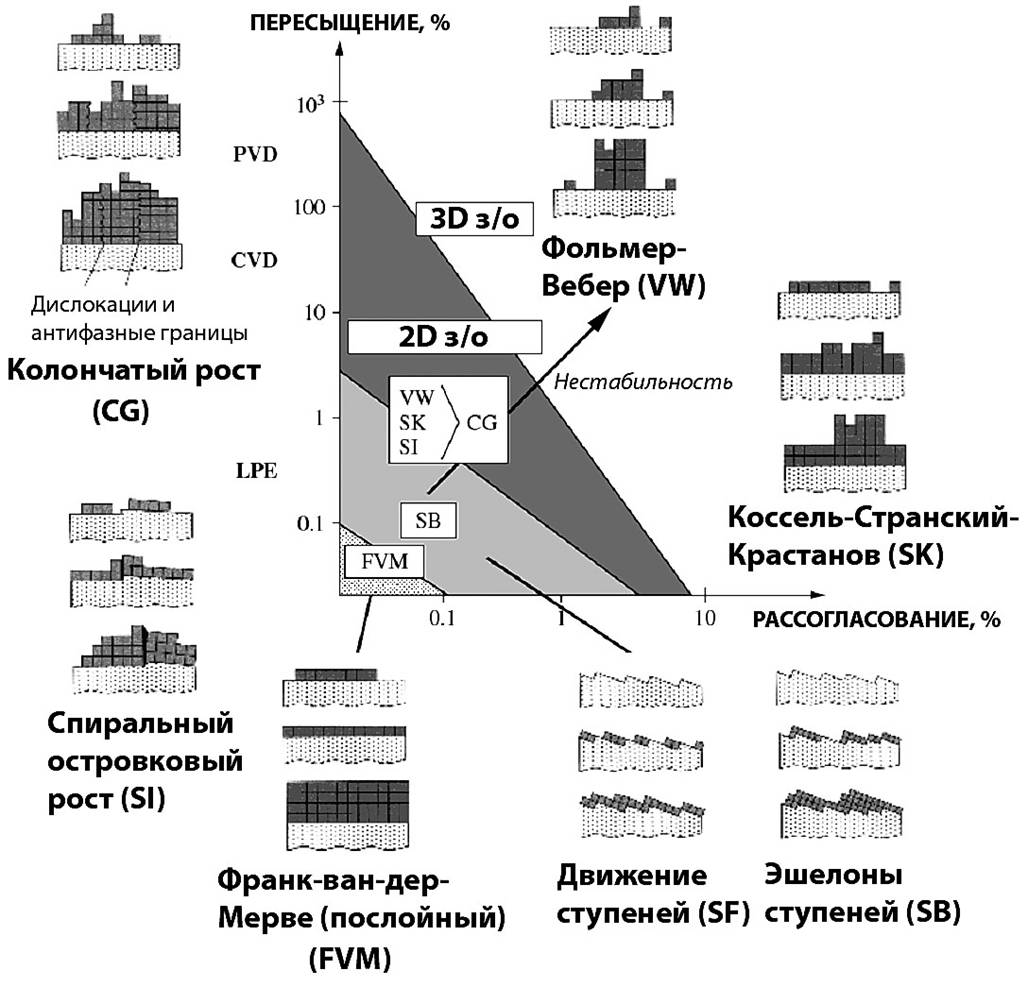 ПЕРЕСЫЩЕНИЕ, %
10³
PVD
100
CVD
10
1
LPE
0.1
3D з/о
2D з/о
VW
SK
SI
CG
SB
FVM
Нестабильность
0.1
1
10
РАССОГЛАСОВАНИЕ, %
Дислокации и
антифазные границы
Колончатый рост
(CG)
Фольмер-
Вебер (VW)
Коссель-Странский-
Крастанов (SK)
Спиральный
островковый
рост (SI)
Франк-ван-дер-
Мерве (послойный)
(FVM)
Движение
ступеней (SF)
Эшелоны
ступеней (SB)